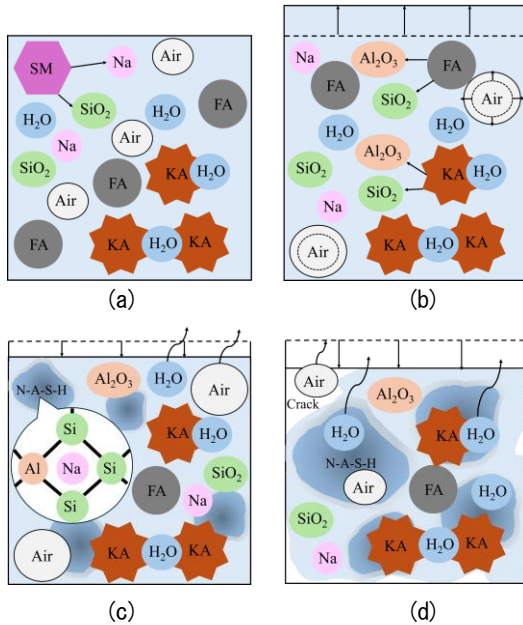 SM
Na
Air
FA
SiO₂
H₂O
H₂O
Air
Na
SiO₂
KA
H₂O
FA
Air
FA
KA
H₂O
KA
(a)
Na
Al₂O₃
FA
FA
SiO₂
Air
H₂O
H₂O
Al₂O₃
SiO₂
KA
SiO₂
Na
KA
H₂O
KA
Air
(b)
N-A-S-H
Al₂O₃
H₂O
Air
Si
KA
H₂O
Al
Na
Si
SiO₂
Si
FA
Na
Air
KA
H₂O
KA
(c)
Air
Crack
Al₂O₃
H₂O
KA
H₂O
N-A-S-H
Air
FA
H₂O
SiO₂
Na
KA
H₂O
KA
(d)